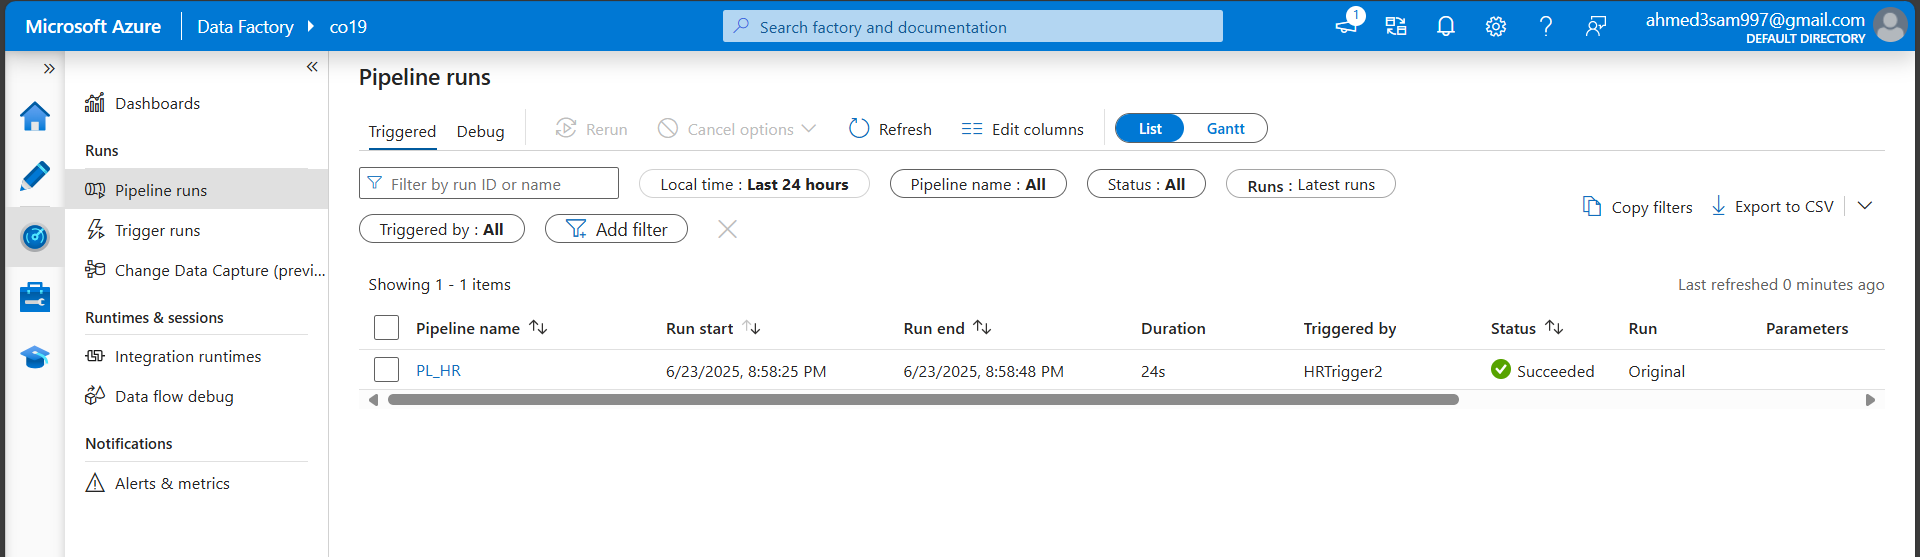 Microsoft Azure Data Factory co19 Search factory and documentation 1 ahmed3sam997@gmail.com
DEFAULT DIRECTORY
Dashboards
Runs
Pipeline runs
Trigger runs
Change Data Capture (previ...
Runtimes & sessions
Integration runtimes
Data flow debug
Notifications
Alerts & metrics
Pipeline runs
Triggered Debug Rerun Cancel options Refresh Edit columns List Gantt
Filter by run ID or name Local time : Last 24 hours Pipeline name : All Status : All Runs : Latest runs
Copy filters Export to CSV
Triggered by : All Add filter
Showing 1 - 1 items Last refreshed 0 minutes ago
Pipeline name Run start Run end Duration Triggered by Status Run Parameters
PL_HR 6/23/2025, 8:58:25 PM 6/23/2025, 8:58:48 PM 24s HRTrigger2 Succeeded Original